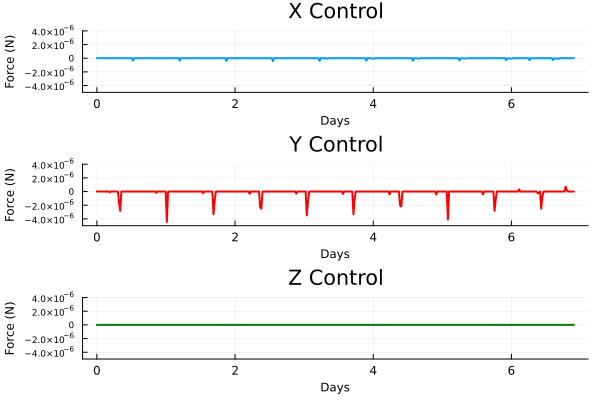 X Control
Force (N)
4.0×10⁻⁶
2.0×10⁻⁶
0
−2.0×10⁻⁶
−4.0×10⁻⁶
0 2 4 6
Days
Y Control
Force (N)
4.0×10⁻⁶
2.0×10⁻⁶
0
−2.0×10⁻⁶
−4.0×10⁻⁶
0 2 4 6
Days
Z Control
Force (N)
4.0×10⁻⁶
2.0×10⁻⁶
0
−2.0×10⁻⁶
−4.0×10⁻⁶
0 2 4 6
Days